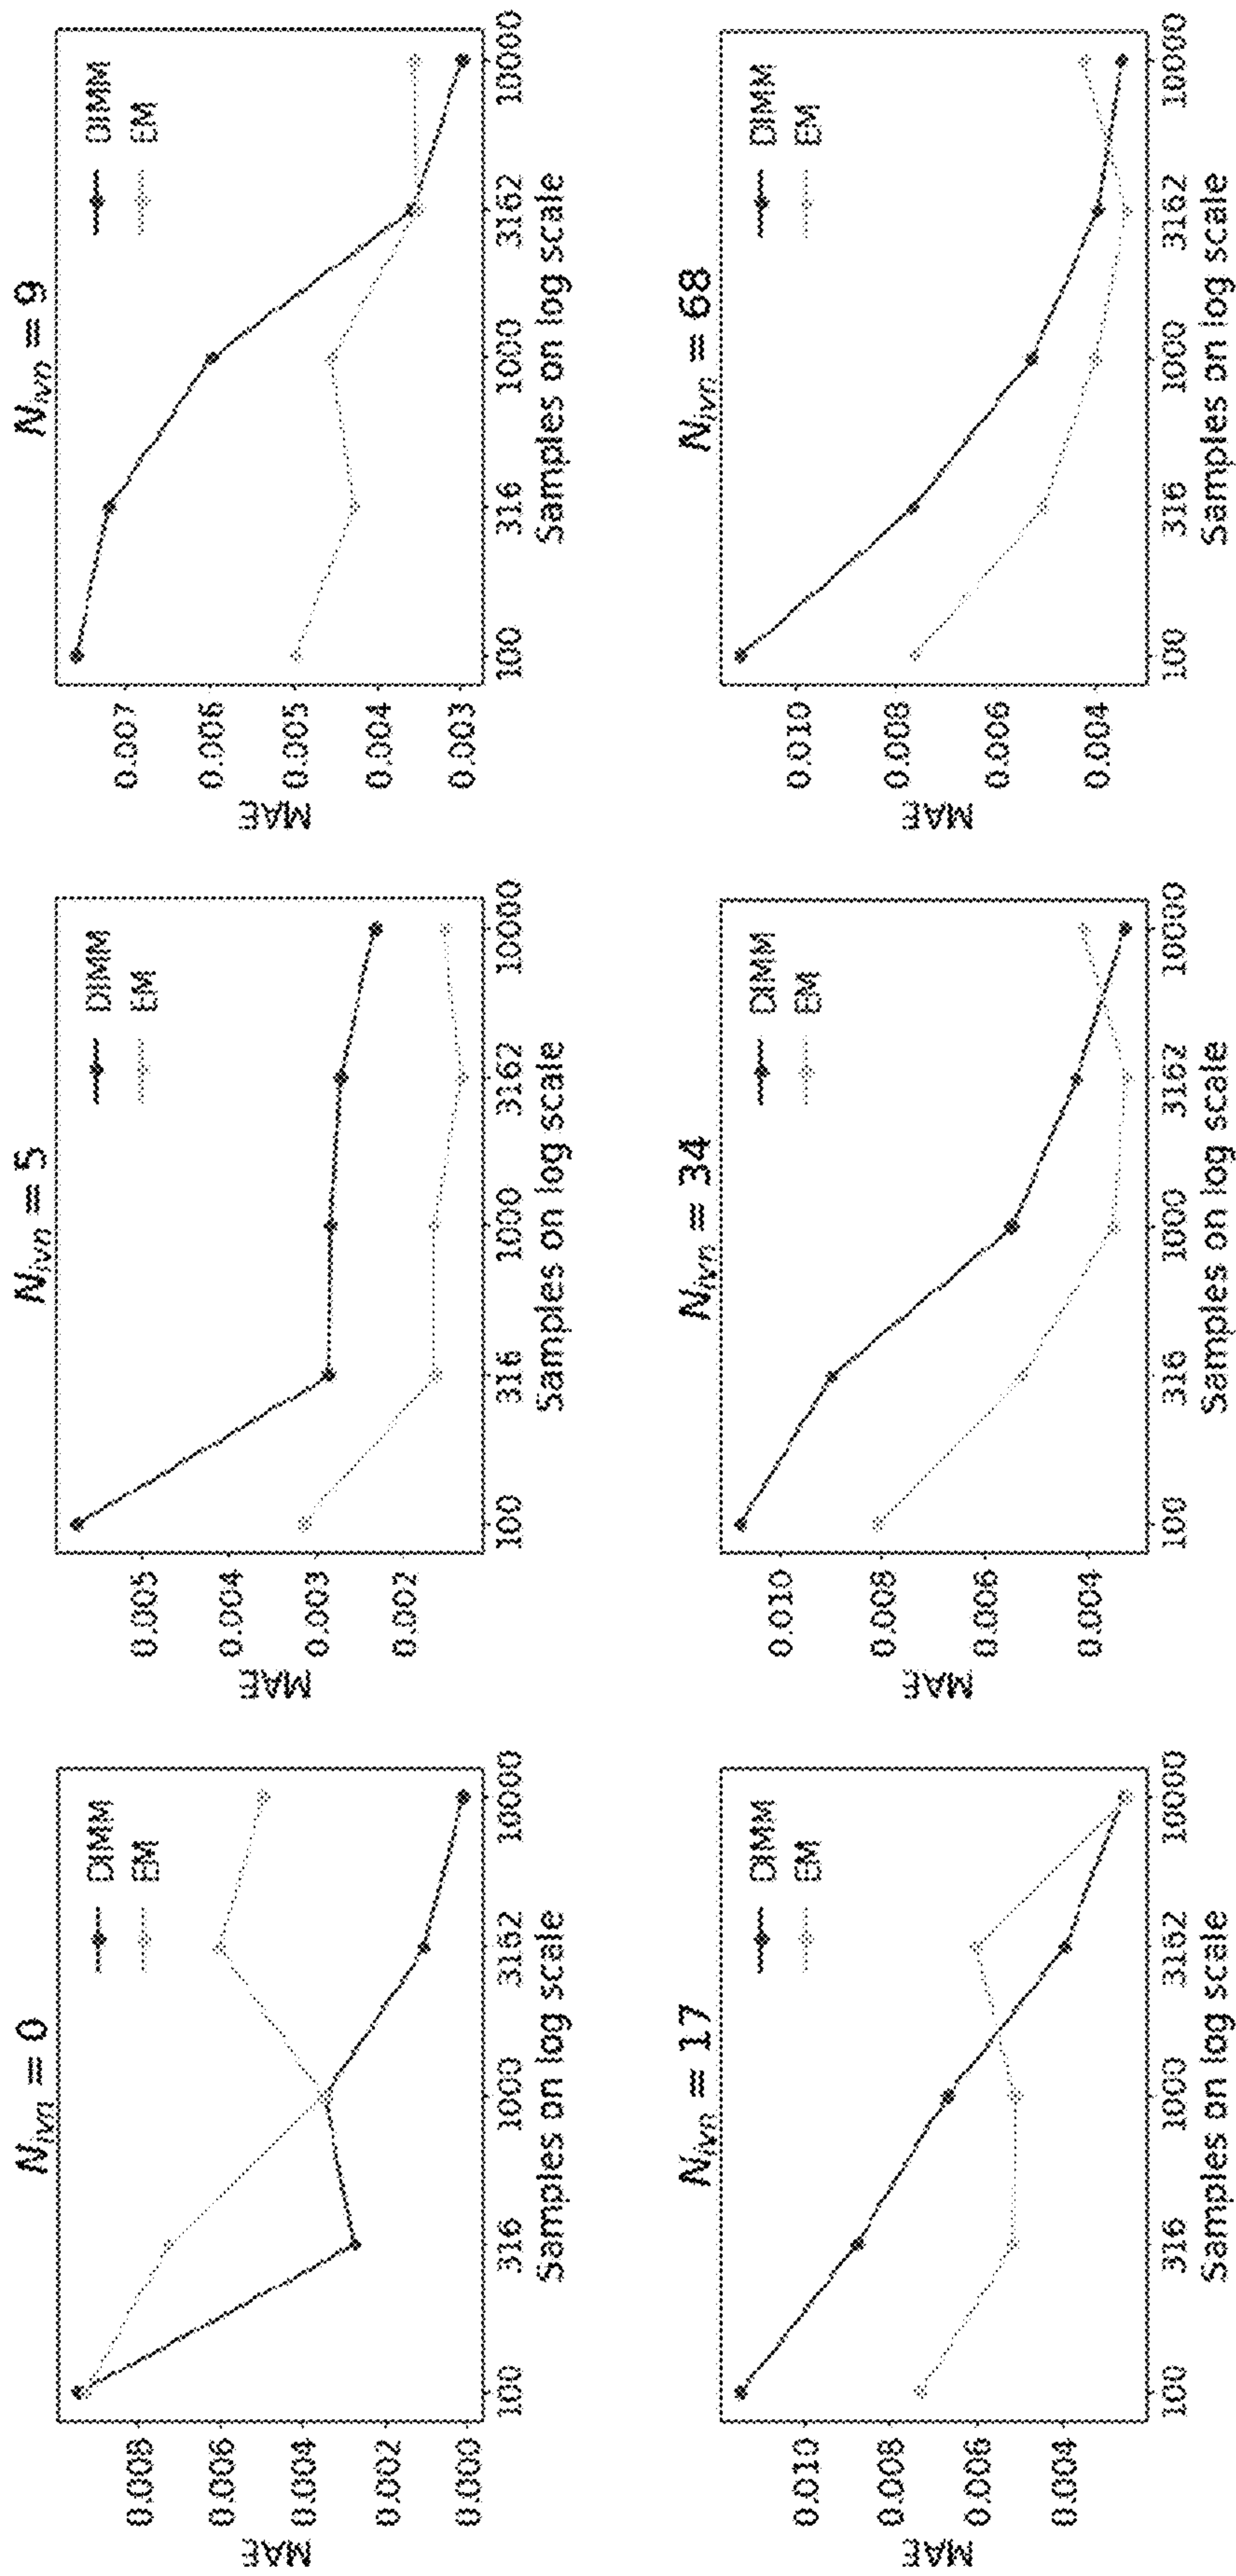 N_ivn = 0
DIMM
EM
MAE
0.008
0.006
0.004
0.002
0.000
100 316 1000 3162 10000
Samples on log scale
N_ivn = 5
DIMM
EM
MAE
0.005
0.004
0.003
0.002
100 316 1000 3162 10000
Samples on log scale
N_ivn = 9
DIMM
EM
MAE
0.007
0.006
0.005
0.004
0.003
100 316 1000 3162 10000
Samples on log scale
N_ivn = 17
DIMM
EM
MAE
0.010
0.008
0.006
0.004
100 316 1000 3162 10000
Samples on log scale
N_ivn = 34
DIMM
EM
MAE
0.010
0.008
0.006
0.004
100 316 1000 3162 10000
Samples on log scale
N_ivn = 68
DIMM
EM
MAE
0.010
0.008
0.006
0.004
100 316 1000 3162 10000
Samples on log scale